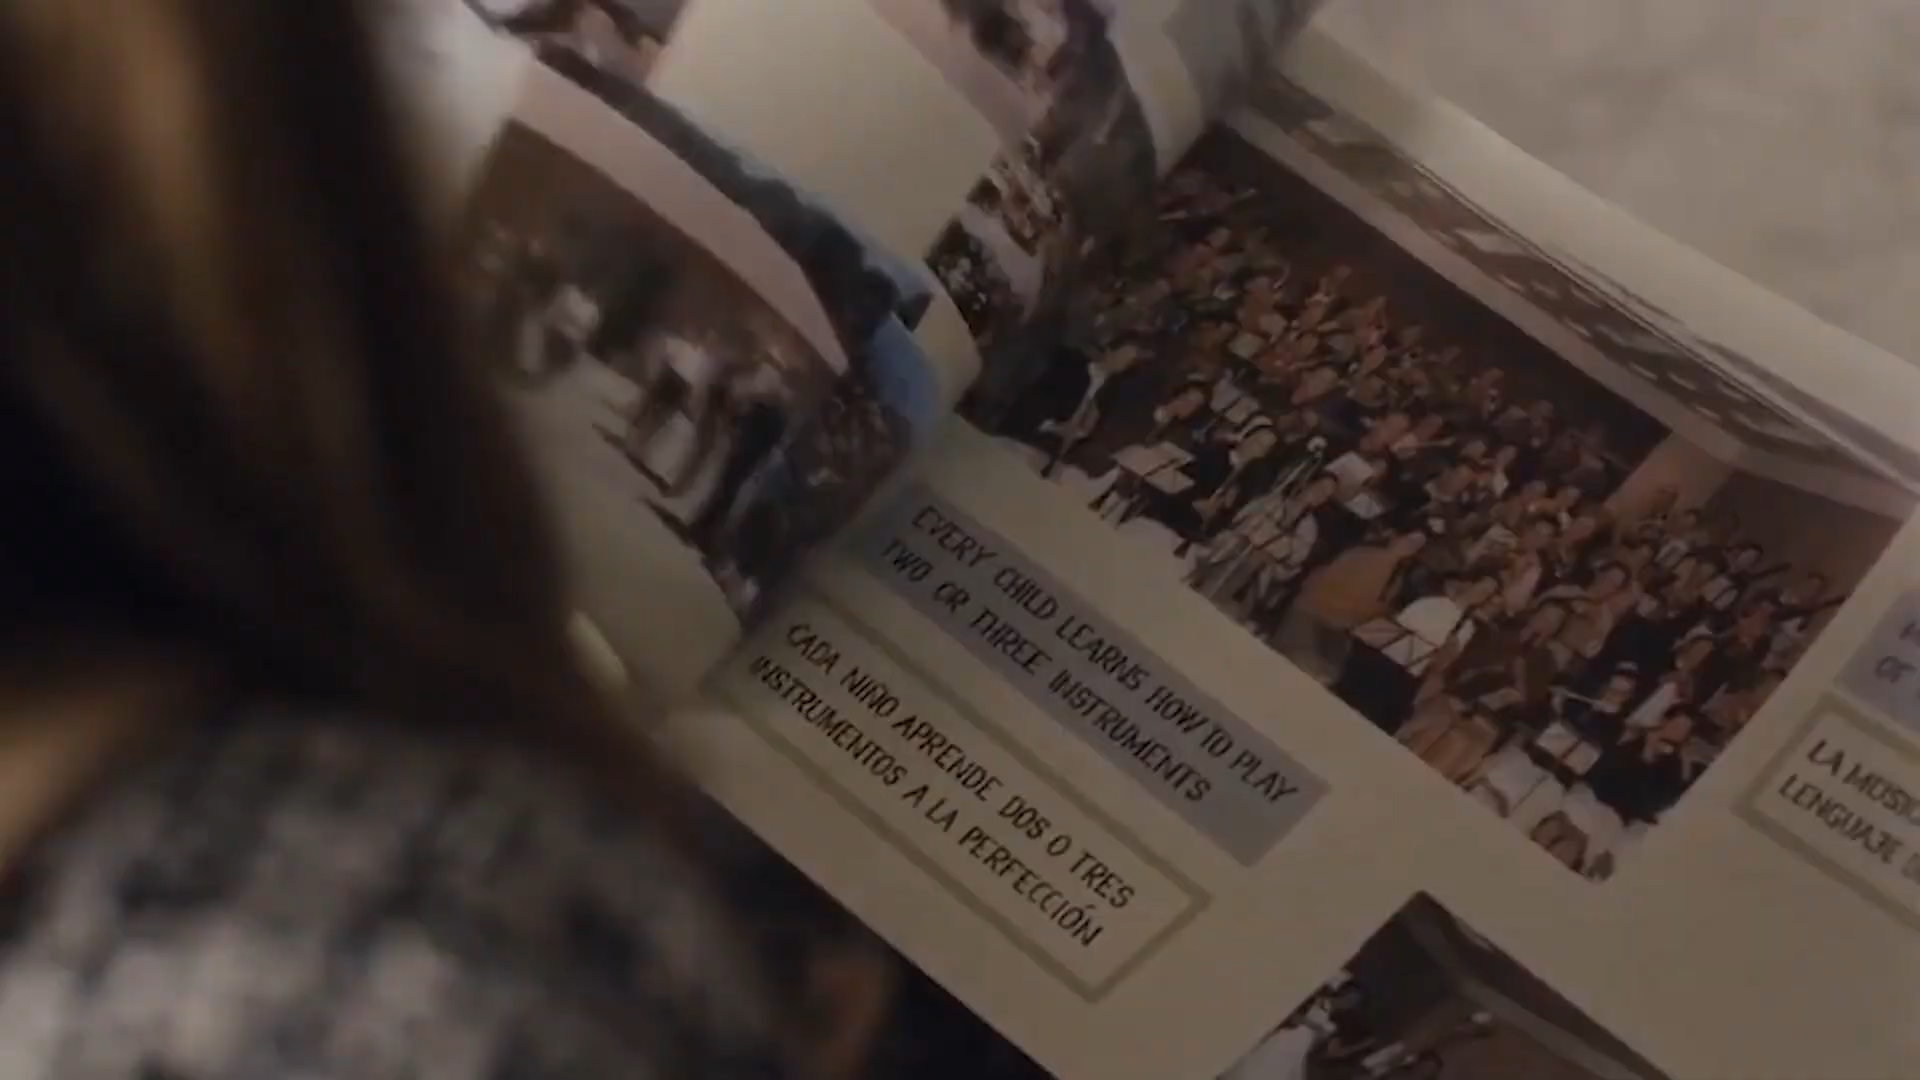 EVERY CHILD LEARNS HOW TO PLAY
TWO OR THREE INSTRUMENTS
CADA NIÑO APRENDE DOS O TRES
INSTRUMENTOS A LA PERFECCIÓN
OF
LA MÚSIC
LENGUAJE